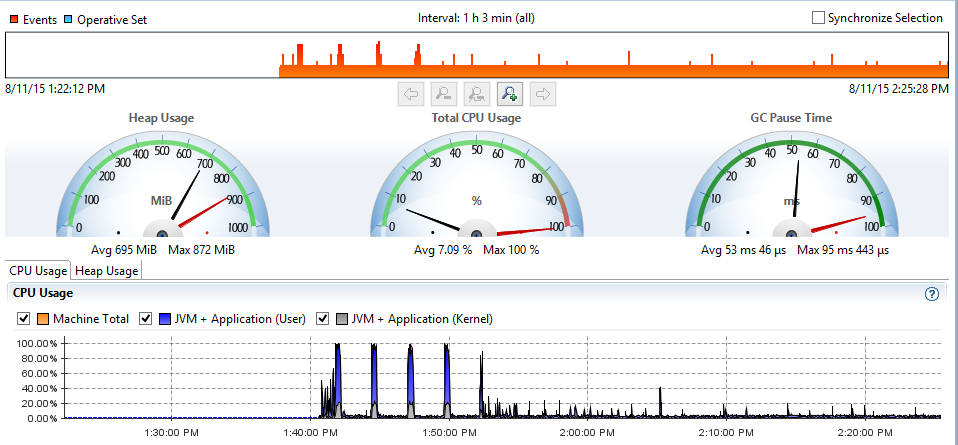 Events Operative Set Interval: 1 h 3 min (all) Synchronize Selection
8/11/15 1:22:12 PM 8/11/15 2:25:28 PM
Heap Usage Total CPU Usage GC Pause Time
0 100 200 300 400 500 600 700 800 900 1000
MiB
0 10 20 30 40 50 60 70 80 90 100
%
0 10 20 30 40 50 60 70 80 90 100
ms
Avg 695 MiB Max 872 MiB Avg 7.09 % Max 100 % Avg 53 ms 46 µs Max 95 ms 443 µs
CPU Usage Heap Usage
CPU Usage ?
Machine Total JVM + Application (User) JVM + Application (Kernel)
100.00%
80.00%
60.00%
40.00%
20.00%
0.00%
1:30:00 PM 1:40:00 PM 1:50:00 PM 2:00:00 PM 2:10:00 PM 2:20:00 PM